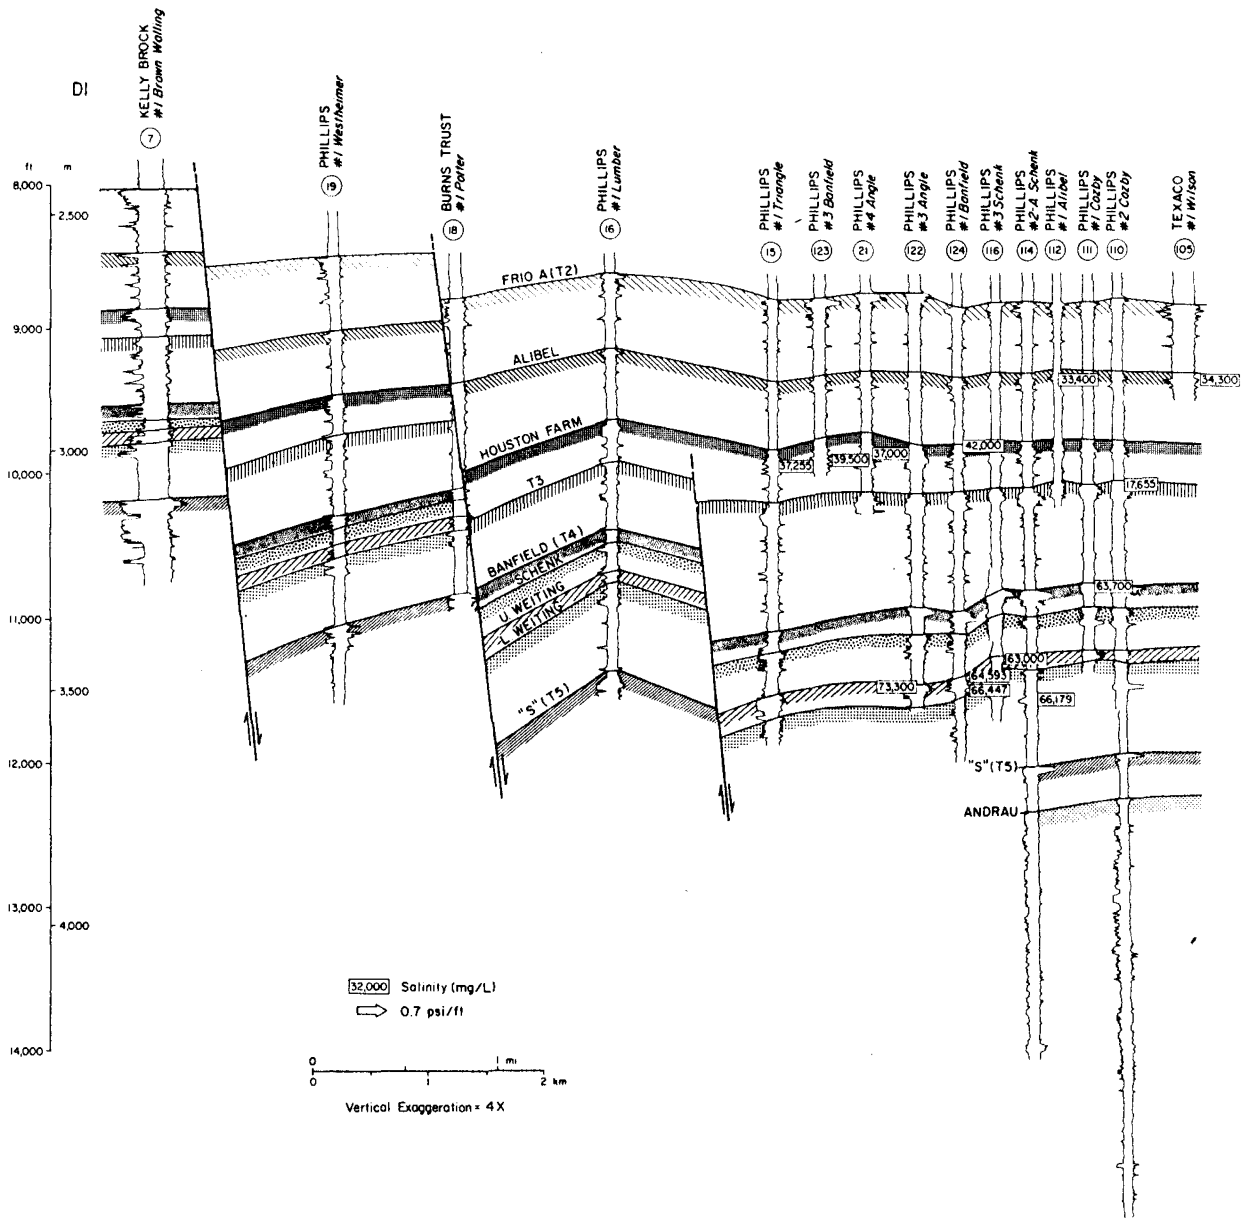 DI
KELLY BROCK
#1 Brown Walling
7
PHILLIPS
#1 Westheimer
19
BURNS TRUST
#1 Potter
18
PHILLIPS
#1 Lumber
16
PHILLIPS
#1 Triangle
15
PHILLIPS
#3 Banfield
123
PHILLIPS
#4 Angle
21
PHILLIPS
#3 Angle
122
PHILLIPS
#1 Banfield
124
PHILLIPS
#3 Schenk
116
PHILLIPS
#2-A Schenk
114
PHILLIPS
#1 Alibel
112
PHILLIPS
#1 Cozby
111
PHILLIPS
#2 Cozby
110
TEXACO
#1 Wilson
105
ft m
8,000
2,500
9,000
3,000
10,000
11,000
3,500
12,000
13,000
4,000
14,000
FRIO A (T2)
ALIBEL
33,400
34,300
HOUSTON FARM
42,000
37,255
39,500
37,000
T3
17,655
BANFIELD (T4)
SCHENK
63,700
U WEITING
L WEITING
63,000
64,593
73,300
66,447
66,179
"S" (T5)
"S" (T5)
ANDRAU
32,000 Salinity (mg/L)
0.7 psi/ft
0 1 mi
0 1 2 km
Vertical Exaggeration = 4X